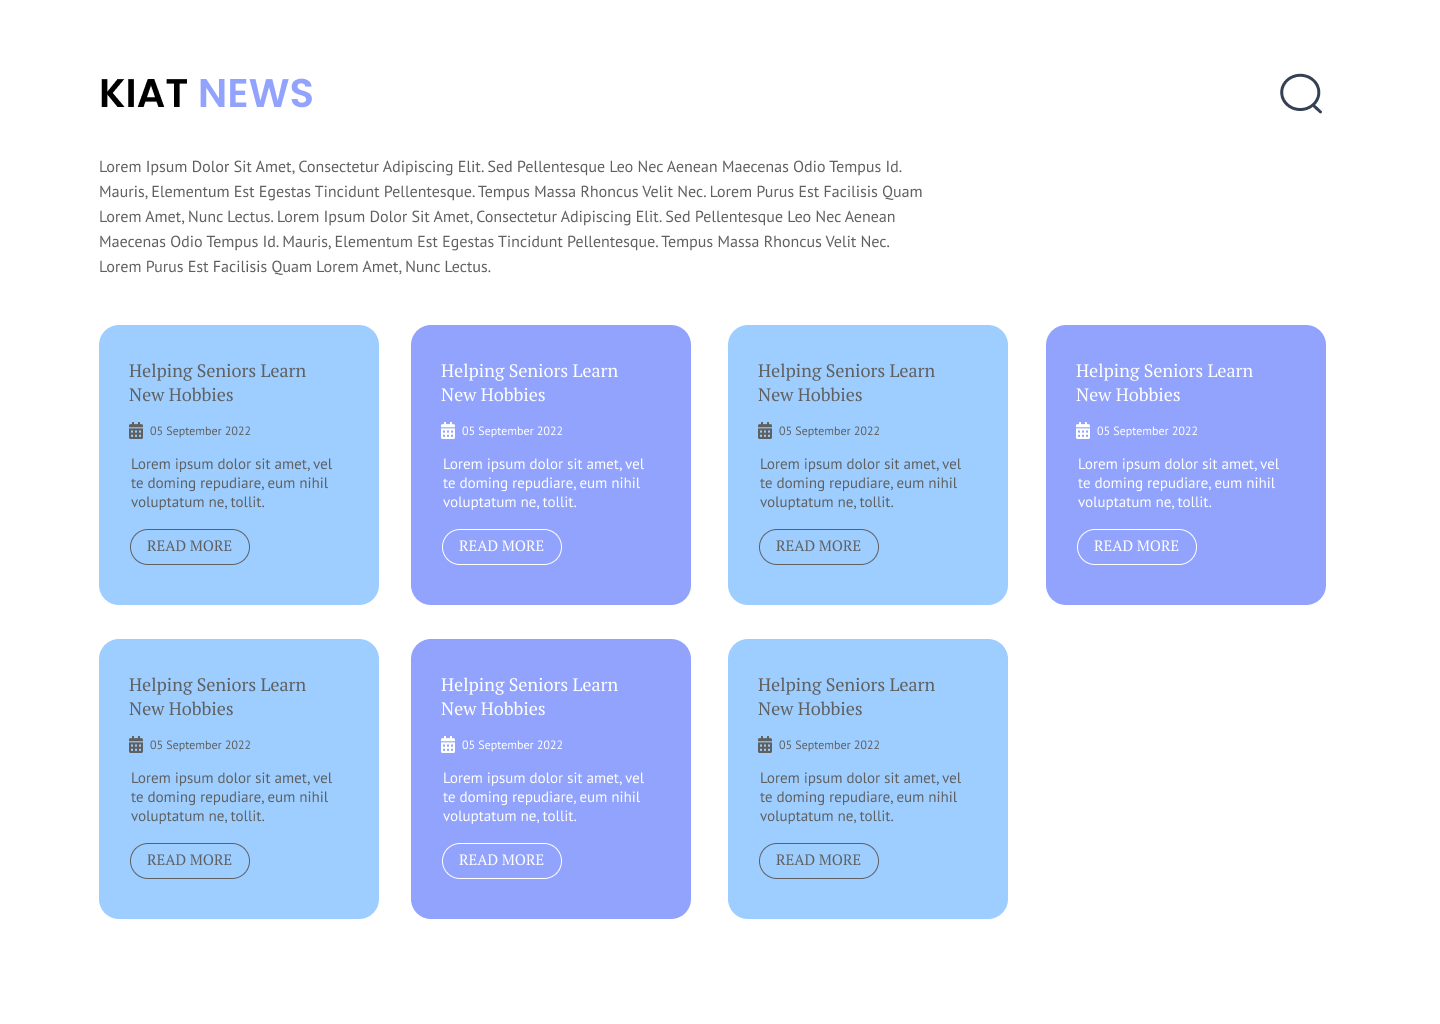 KIAT NEWS
Lorem Ipsum Dolor Sit Amet, Consectetur Adipiscing Elit. Sed Pellentesque Leo Nec Aenean Maecenas Odio Tempus Id.
Mauris, Elementum Est Egestas Tincidunt Pellentesque. Tempus Massa Rhoncus Velit Nec. Lorem Purus Est Facilisis Quam
Lorem Amet, Nunc Lectus. Lorem Ipsum Dolor Sit Amet, Consectetur Adipiscing Elit. Sed Pellentesque Leo Nec Aenean
Maecenas Odio Tempus Id. Mauris, Elementum Est Egestas Tincidunt Pellentesque. Tempus Massa Rhoncus Velit Nec.
Lorem Purus Est Facilisis Quam Lorem Amet, Nunc Lectus.
Helping Seniors Learn
New Hobbies
05 September 2022
Lorem ipsum dolor sit amet, vel
te doming repudiare, eum nihil
voluptatum ne, tollit.
READ MORE
Helping Seniors Learn
New Hobbies
05 September 2022
Lorem ipsum dolor sit amet, vel
te doming repudiare, eum nihil
voluptatum ne, tollit.
READ MORE
Helping Seniors Learn
New Hobbies
05 September 2022
Lorem ipsum dolor sit amet, vel
te doming repudiare, eum nihil
voluptatum ne, tollit.
READ MORE
Helping Seniors Learn
New Hobbies
05 September 2022
Lorem ipsum dolor sit amet, vel
te doming repudiare, eum nihil
voluptatum ne, tollit.
READ MORE
Helping Seniors Learn
New Hobbies
05 September 2022
Lorem ipsum dolor sit amet, vel
te doming repudiare, eum nihil
voluptatum ne, tollit.
READ MORE
Helping Seniors Learn
New Hobbies
05 September 2022
Lorem ipsum dolor sit amet, vel
te doming repudiare, eum nihil
voluptatum ne, tollit.
READ MORE
Helping Seniors Learn
New Hobbies
05 September 2022
Lorem ipsum dolor sit amet, vel
te doming repudiare, eum nihil
voluptatum ne, tollit.
READ MORE